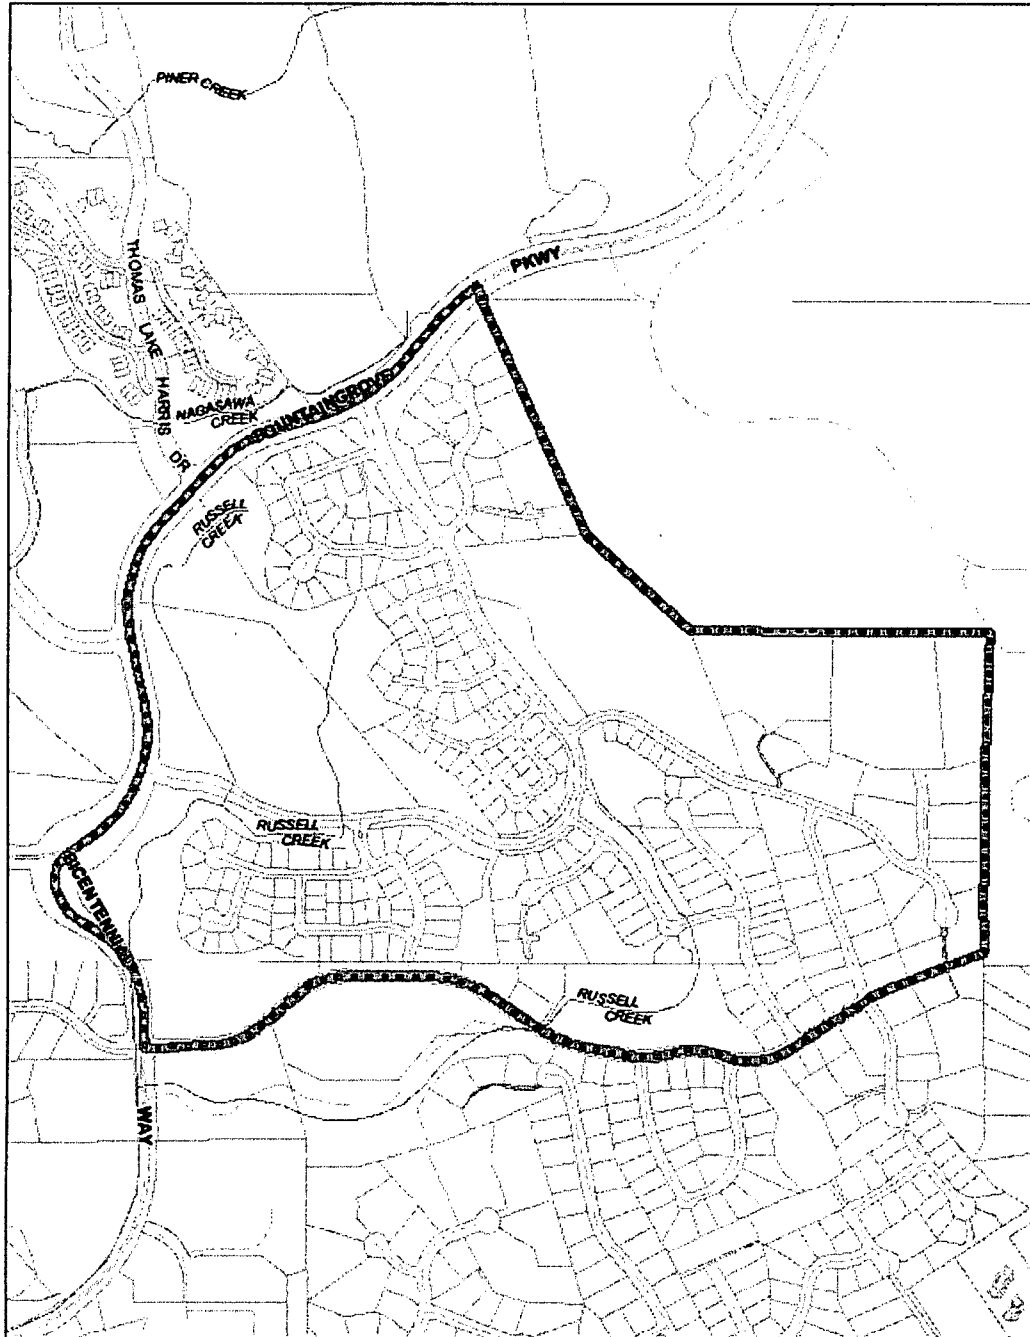 PINER CREEK
PKWY
THOMAS LAKE HARRIS DR
NAGASAWA
CREEK
FOUNTAINGROVE
RUSSELL
CREEK
RUSSELL
CREEK
BICENTENNIAL
RUSSELL
CREEK
WAY